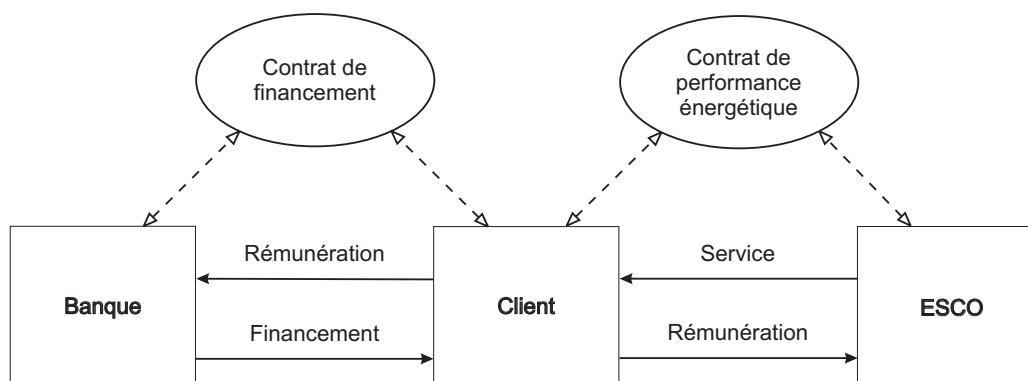 Contrat de
financement
Contrat de
performance
énergétique
Rémunération
Service
Banque
Client
ESCO
Financement
Rémunération